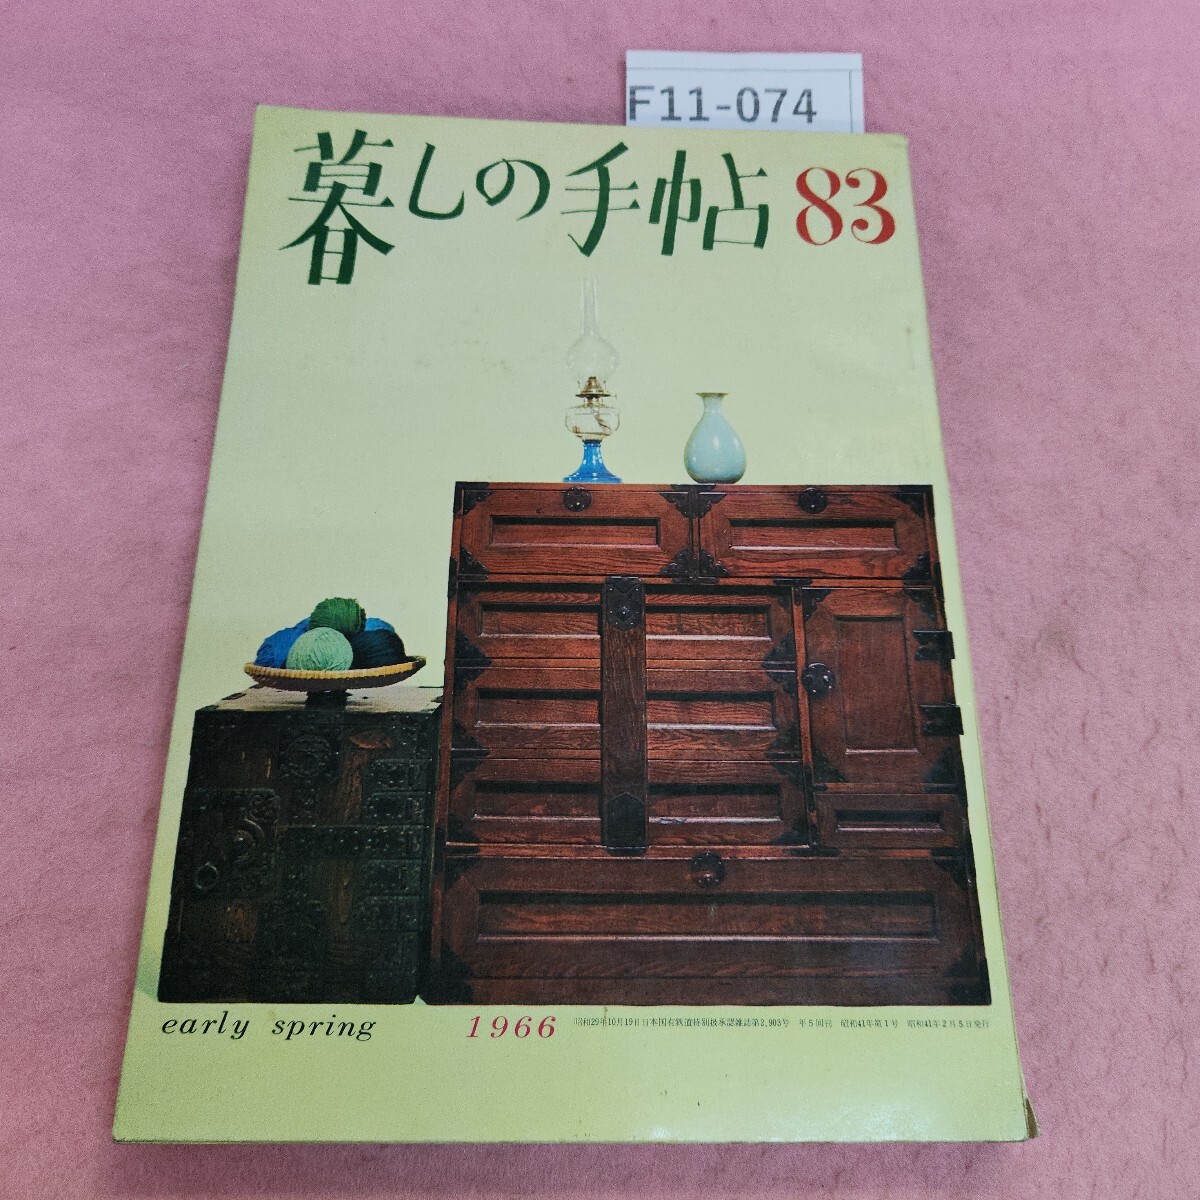 F11-074
暮しの手帖 83
early spring 1966 昭和29年10月19日日本国有鉄道特別扱承認雑誌第2,903号 年5回刊 昭和41年第1号 昭和41年2月5日発行